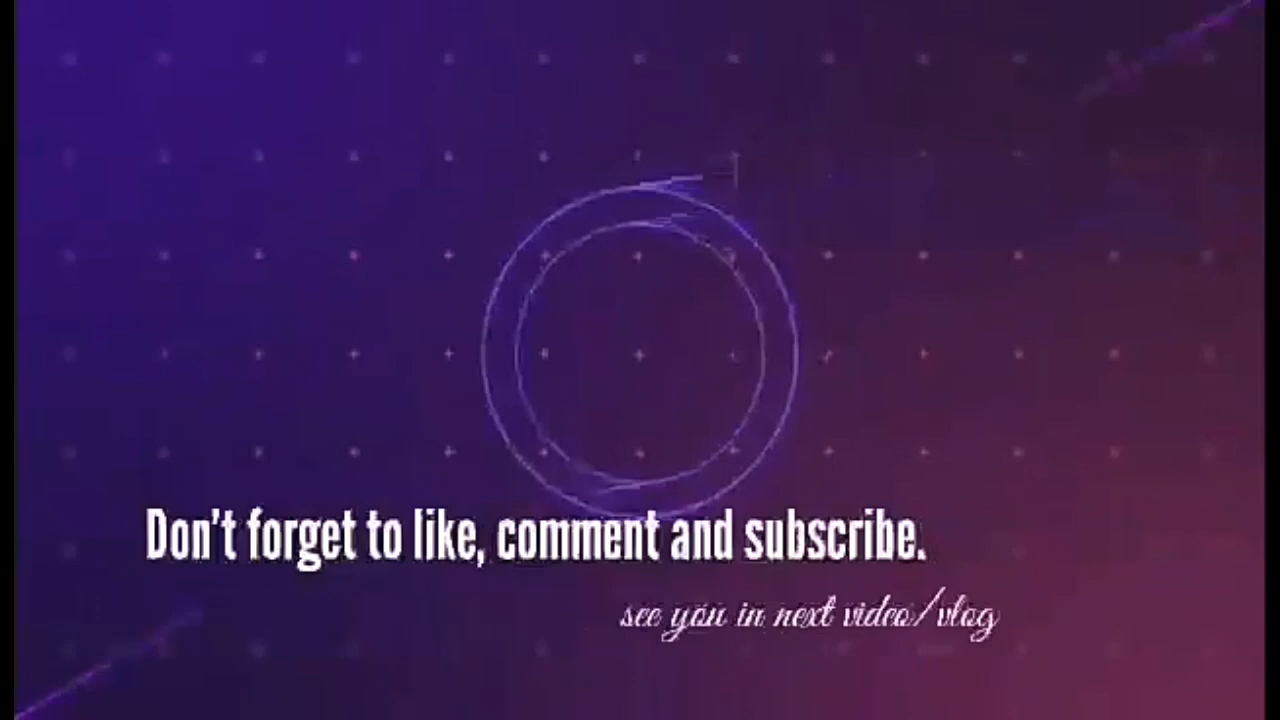 Don't forget to like, comment and subscribe.
see you in next video/vlog